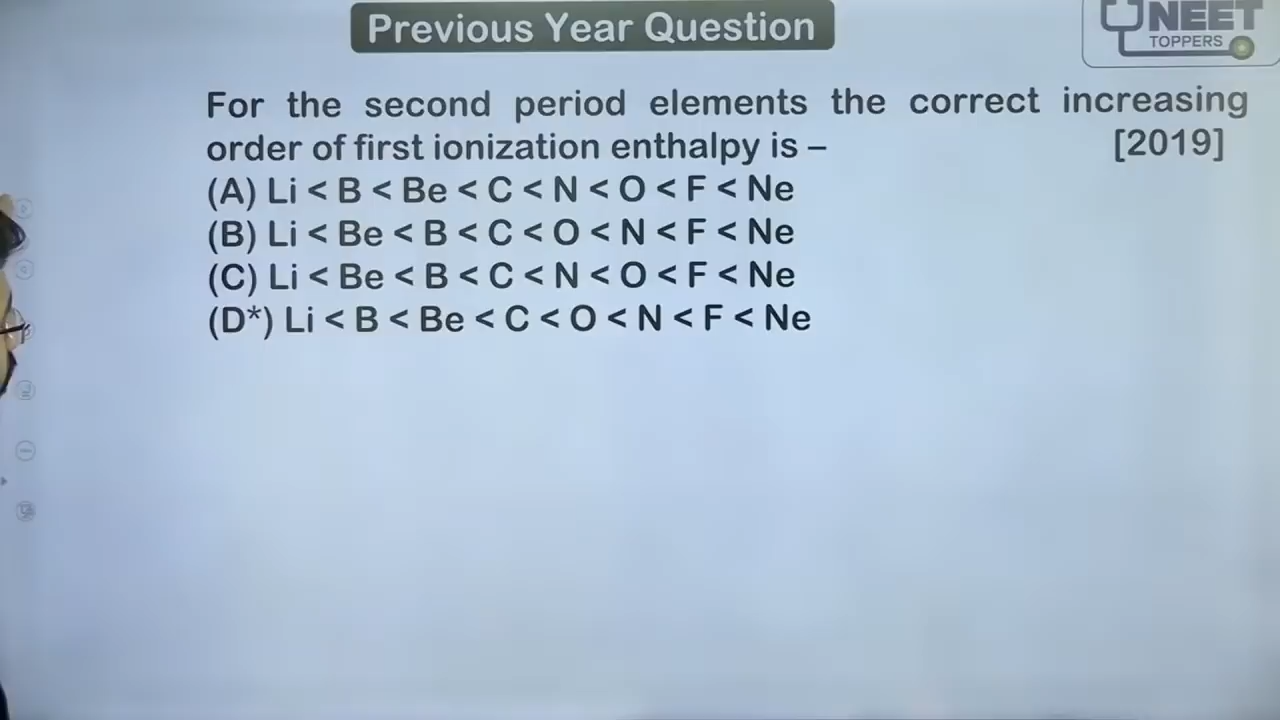 Previous Year Question
NEET
TOPPERS
For the second period elements the correct increasing
order of first ionization enthalpy is – [2019]
(A) Li < B < Be < C < N < O < F < Ne
(B) Li < Be < B < C < O < N < F < Ne
(C) Li < Be < B < C < N < O < F < Ne
(D*) Li < B < Be < C < O < N < F < Ne